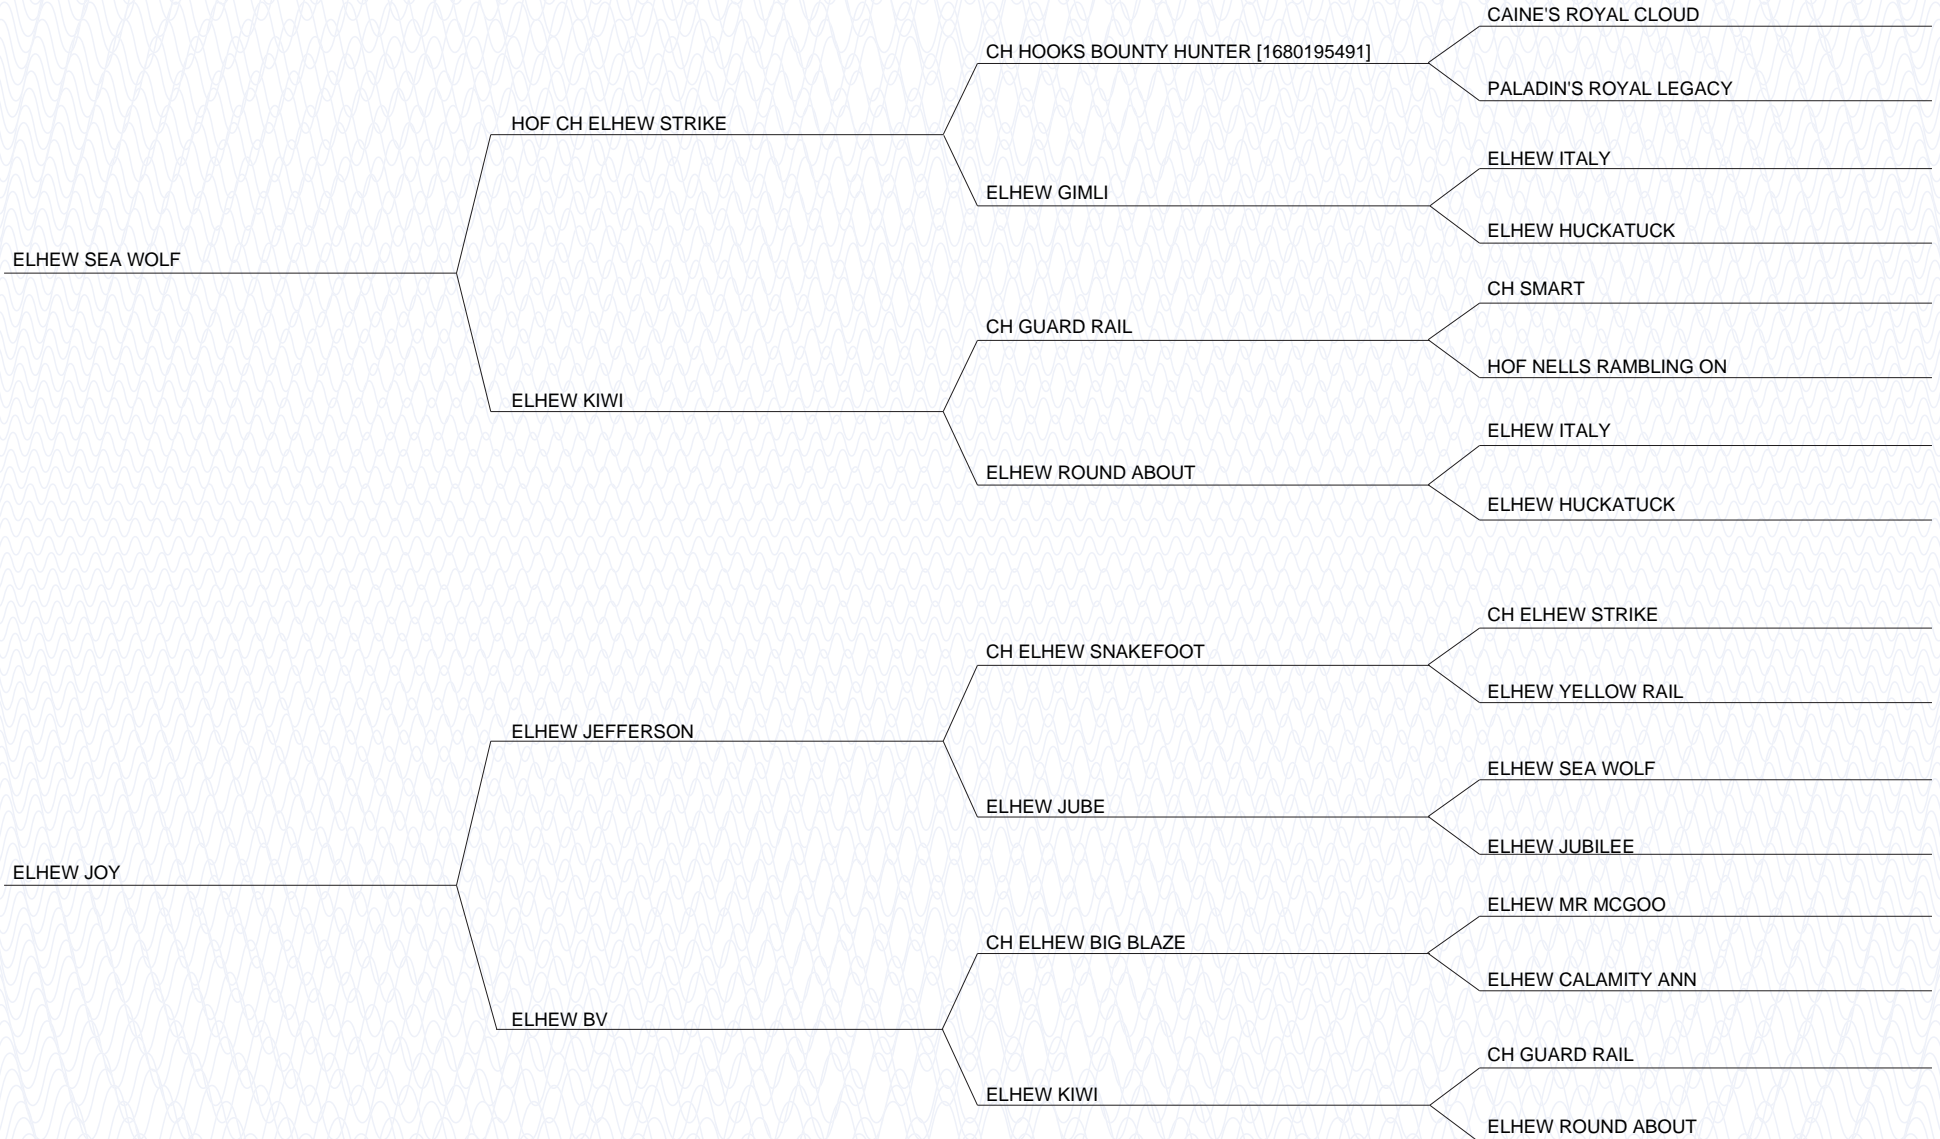 CAINE'S ROYAL CLOUD
CH HOOKS BOUNTY HUNTER [1680195491]
PALADIN'S ROYAL LEGACY
HOF CH ELHEW STRIKE
ELHEW ITALY
ELHEW GIMLI
ELHEW HUCKATUCK
ELHEW SEA WOLF
CH SMART
CH GUARD RAIL
HOF NELLS RAMBLING ON
ELHEW KIWI
ELHEW ITALY
ELHEW ROUND ABOUT
ELHEW HUCKATUCK
CH ELHEW STRIKE
CH ELHEW SNAKEFOOT
ELHEW YELLOW RAIL
ELHEW JEFFERSON
ELHEW SEA WOLF
ELHEW JUBE
ELHEW JUBILEE
ELHEW JOY
ELHEW MR MCGOO
CH ELHEW BIG BLAZE
ELHEW CALAMITY ANN
ELHEW BV
CH GUARD RAIL
ELHEW KIWI
ELHEW ROUND ABOUT